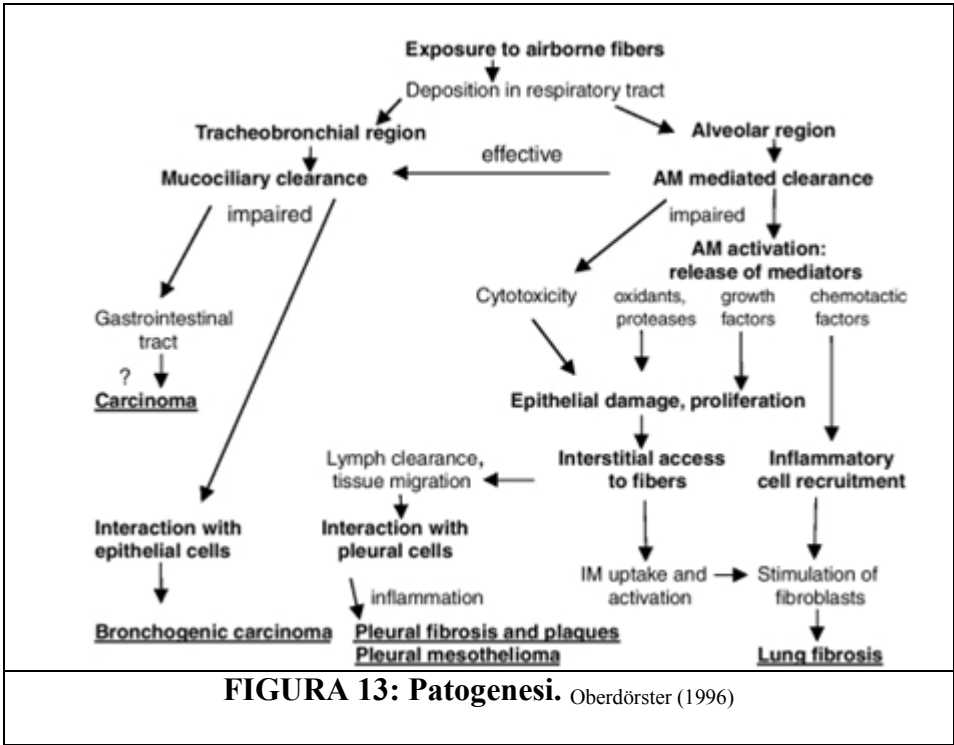 Exposure to airborne fibers
Deposition in respiratory tract
Tracheobronchial region
Alveolar region
effective
Mucociliary clearance
AM mediated clearance
impaired
impaired
AM activation:
release of mediators
Cytotoxicity
oxidants,
proteases
growth
factors
chemotactic
factors
Gastrointestinal
tract
?
Carcinoma
Epithelial damage, proliferation
Lymph clearance,
tissue migration
Interstitial access
to fibers
Inflammatory
cell recruitment
Interaction with
epithelial cells
Interaction with
pleural cells
IM uptake and
activation
Stimulation of
fibroblasts
inflammation
Bronchogenic carcinoma
Pleural fibrosis and plaques
Pleural mesothelioma
Lung fibrosis
FIGURA 13: Patogenesi. Oberdörster (1996)